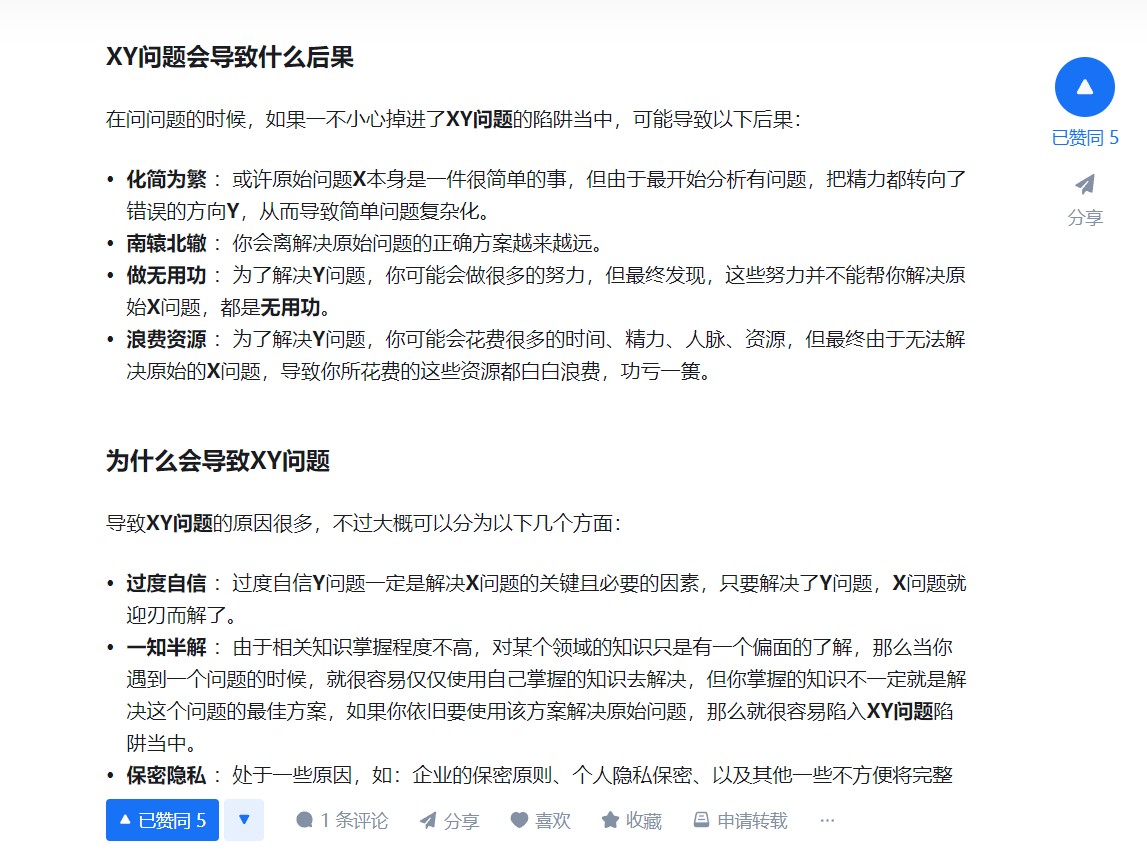 XY问题会导致什么后果
在问问题的时候，如果一不小心掉进了XY问题的陷阱当中，可能导致以下后果：
• 化简为繁 ：或许原始问题X本身是一件很简单的事，但由于最开始分析有问题，把精力都转向了
错误的方向Y，从而导致简单问题复杂化。
• 南辕北辙 ：你会离解决原始问题的正确方案越来越远。
• 做无用功 ：为了解决Y问题，你可能会做很多的努力，但最终发现，这些努力并不能帮你解决原
始X问题，都是无用功。
• 浪费资源 ：为了解决Y问题，你可能会花费很多的时间、精力、人脉、资源，但最终由于无法解
决原始的X问题，导致你所花费的这些资源都白白浪费，功亏一篑。
为什么会导致XY问题
导致XY问题的原因很多，不过大概可以分为以下几个方面：
• 过度自信 ：过度自信Y问题一定是解决X问题的关键且必要的因素，只要解决了Y问题，X问题就
迎刃而解了。
• 一知半解 ：由于相关知识掌握程度不高，对某个领域的知识只是有一个偏面的了解，那么当你
遇到一个问题的时候，就很容易仅仅使用自己掌握的知识去解决，但你掌握的知识不一定就是解
决这个问题的最佳方案，如果你依旧要使用该方案解决原始问题，那么就很容易陷入XY问题陷
阱当中。
• 保密隐私 ：处于一些原因，如：企业的保密原则、个人隐私保密、以及其他一些不方便将完整
已赞同 5
1 条评论
分享
喜欢
收藏
申请转载
···
已赞同 5
分享